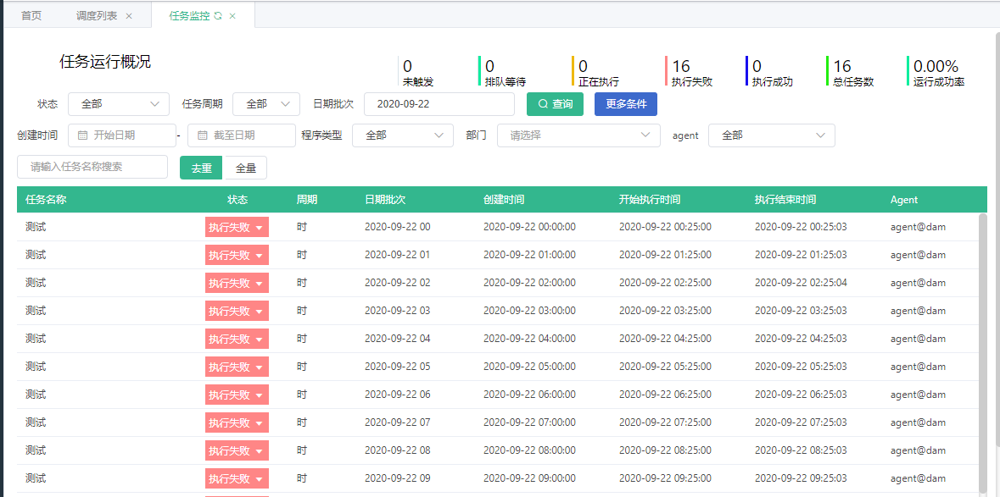 首页 调度列表 任务监控
任务运行概况
0 0 0 16 0 16 0.00%
未触发 排队等待 正在执行 执行失败 执行成功 总任务数 运行成功率
状态 全部 任务周期 全部 日期批次 2020-09-22 查询 更多条件
创建时间 开始日期 - 截至日期 程序类型 全部 部门 请选择 agent 全部
请输入任务名称搜索 去重 全量
任务名称 状态 周期 日期批次 创建时间 开始执行时间 执行结束时间 Agent
测试 执行失败 时 2020-09-22 00 2020-09-22 00:00:00 2020-09-22 00:25:00 2020-09-22 00:25:03 agent@dam
测试 执行失败 时 2020-09-22 01 2020-09-22 01:00:00 2020-09-22 01:25:00 2020-09-22 01:25:03 agent@dam
测试 执行失败 时 2020-09-22 02 2020-09-22 02:00:00 2020-09-22 02:25:00 2020-09-22 02:25:04 agent@dam
测试 执行失败 时 2020-09-22 03 2020-09-22 03:00:00 2020-09-22 03:25:00 2020-09-22 03:25:03 agent@dam
测试 执行失败 时 2020-09-22 04 2020-09-22 04:00:00 2020-09-22 04:25:00 2020-09-22 04:25:03 agent@dam
测试 执行失败 时 2020-09-22 05 2020-09-22 05:00:00 2020-09-22 05:25:00 2020-09-22 05:25:03 agent@dam
测试 执行失败 时 2020-09-22 06 2020-09-22 06:00:00 2020-09-22 06:25:00 2020-09-22 06:25:03 agent@dam
测试 执行失败 时 2020-09-22 07 2020-09-22 07:00:00 2020-09-22 07:25:00 2020-09-22 07:25:03 agent@dam
测试 执行失败 时 2020-09-22 08 2020-09-22 08:00:00 2020-09-22 08:25:00 2020-09-22 08:25:03 agent@dam
测试 执行失败 时 2020-09-22 09 2020-09-22 09:00:00 2020-09-22 09:25:00 2020-09-22 09:25:03 agent@dam